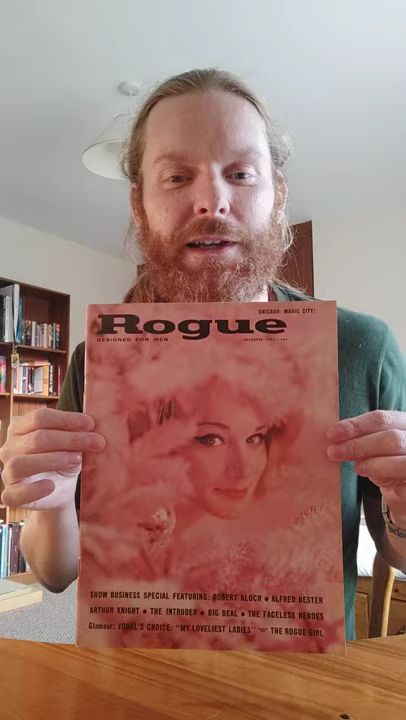 CHICAGO: MAGIC CITY!
Rogue
DESIGNED FOR MEN
DECEMBER
SHOW BUSINESS SPECIAL FEATURING: ROBERT BLOCH • ALFRED BESTER
ARTHUR KNIGHT • THE INTRUDER • BIG DEAL • THE FACELESS HEROES
Glamour: VOGEL'S CHOICE: "MY LOVELIEST LADIES" THE ROGUE GIRL